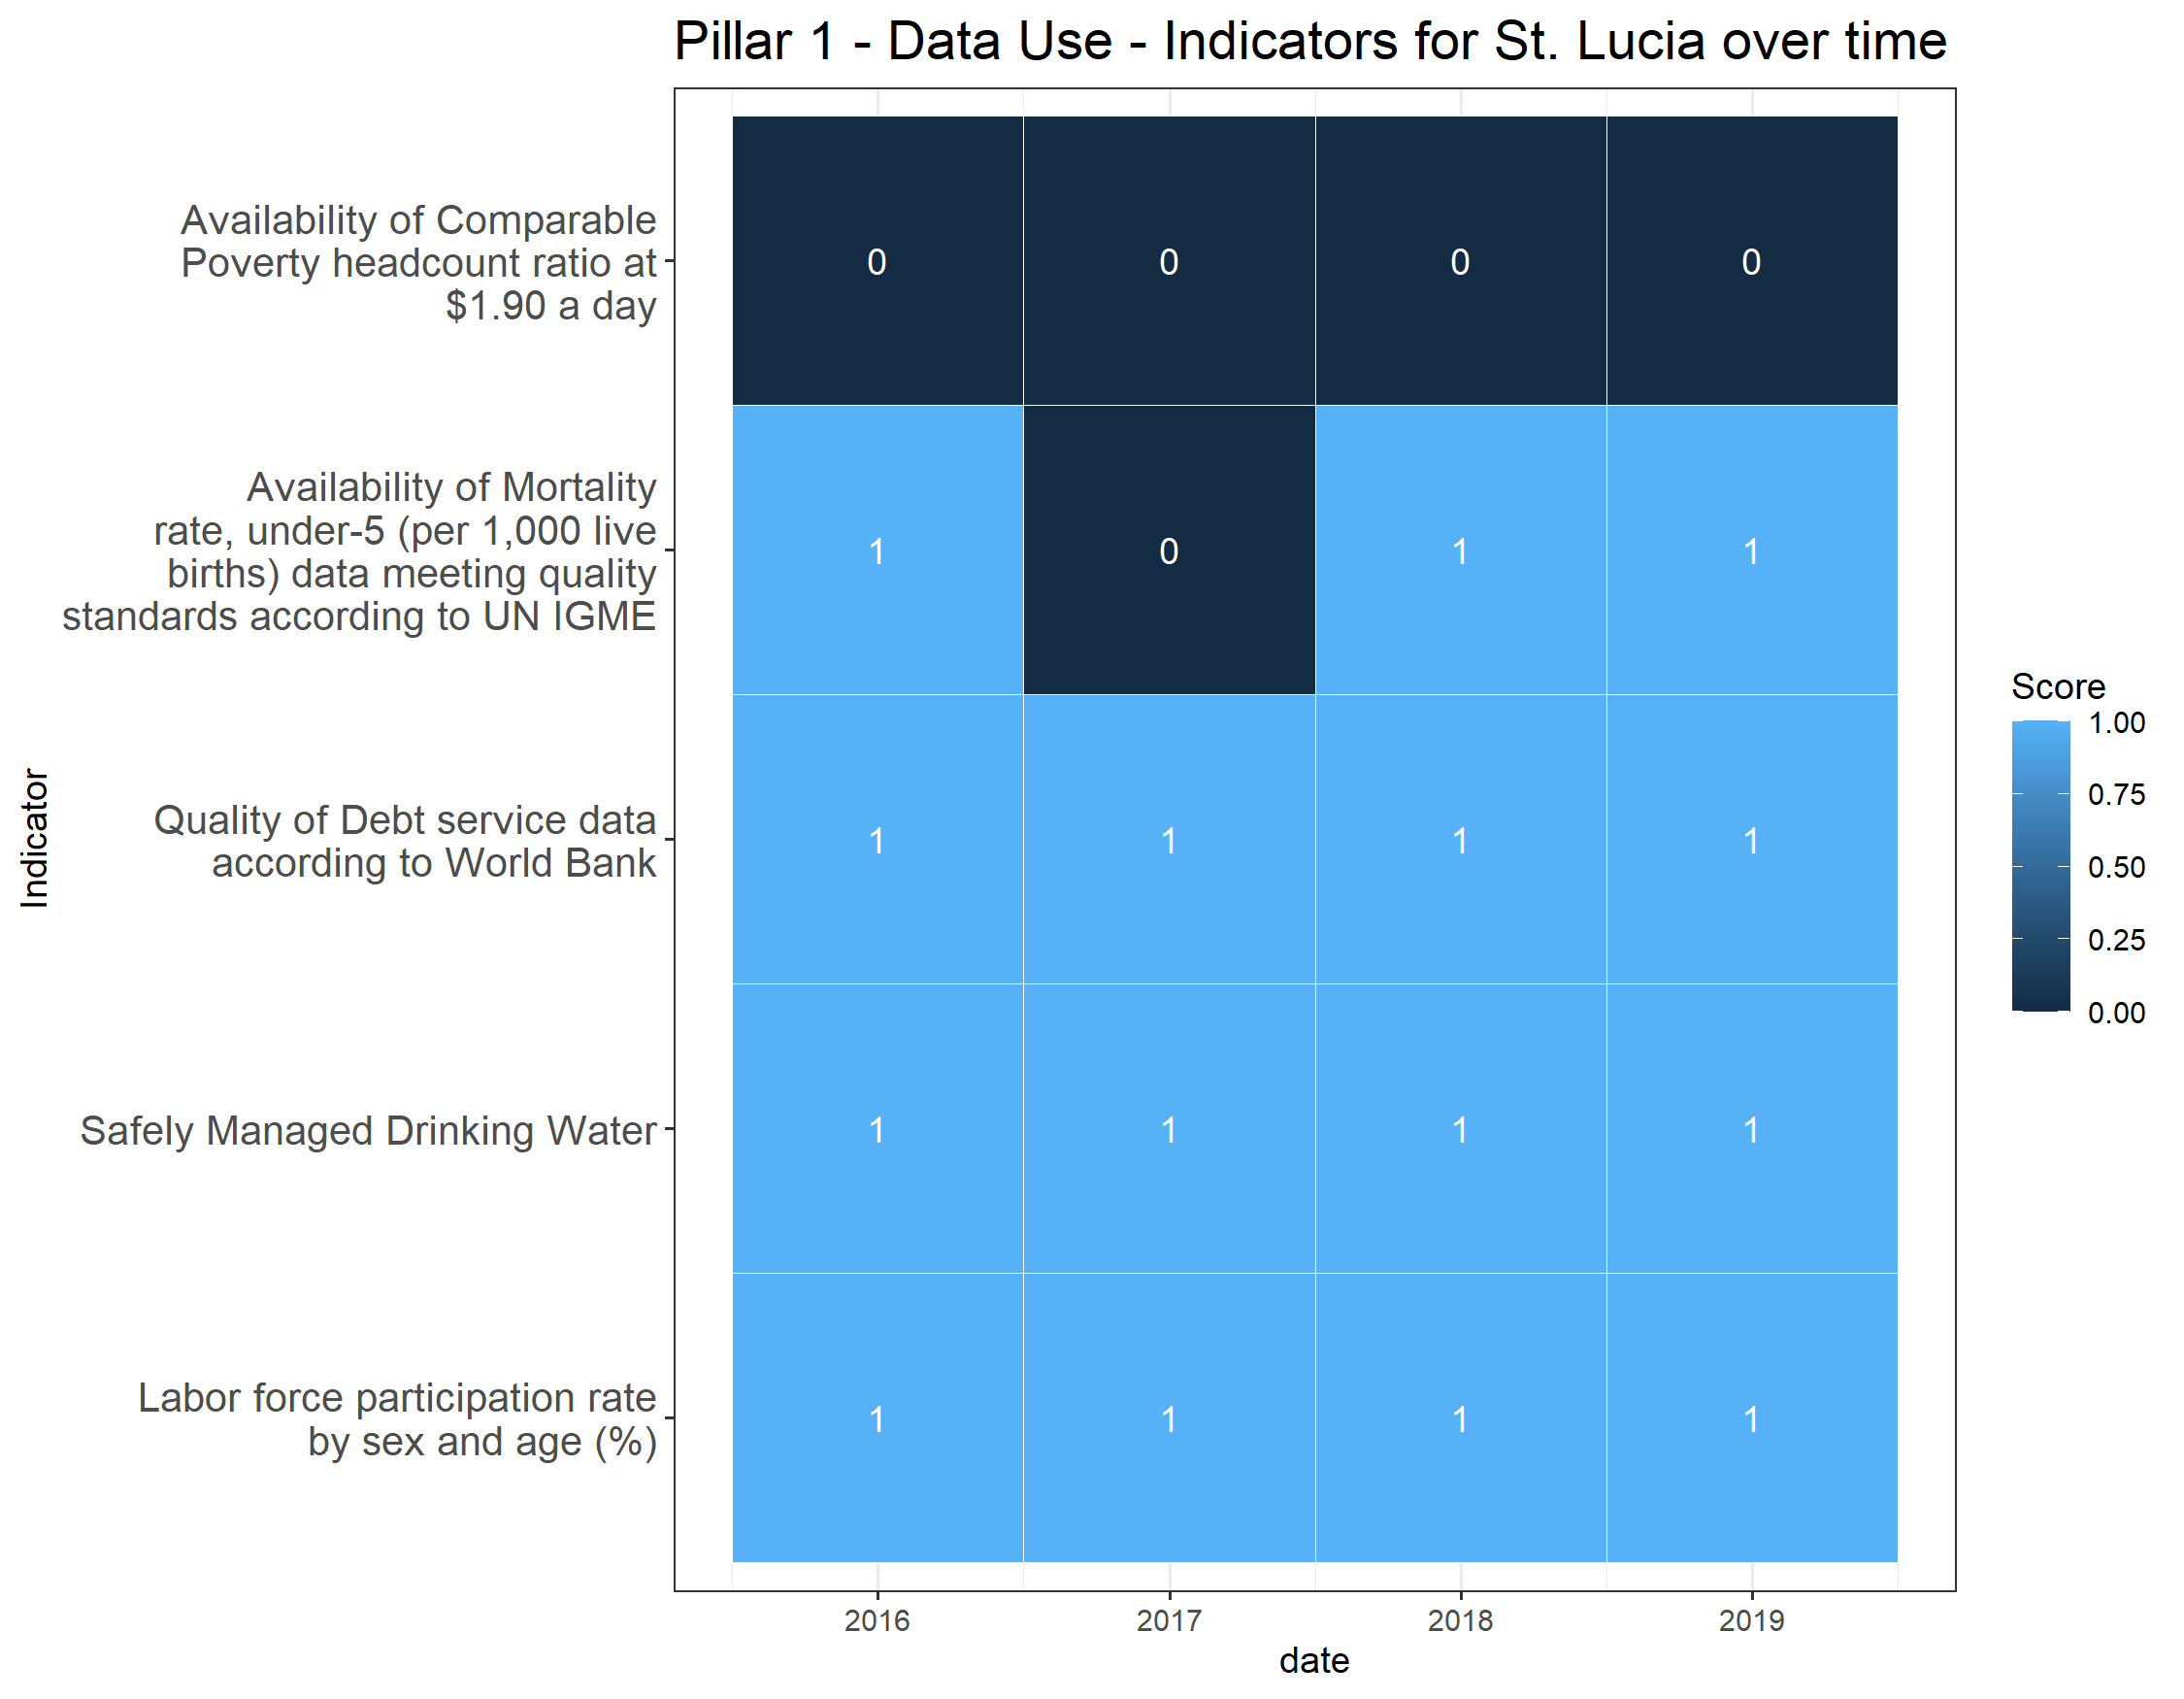 Pillar 1 - Data Use - Indicators for St. Lucia over time
Indicator
Availability of Comparable
Poverty headcount ratio at
$1.90 a day
0 0 0 0
Availability of Mortality
rate, under-5 (per 1,000 live
births) data meeting quality
standards according to UN IGME
1 0 1 1
Quality of Debt service data
according to World Bank
1 1 1 1
Safely Managed Drinking Water
1 1 1 1
Labor force participation rate
by sex and age (%)
1 1 1 1
2016 2017 2018 2019
date
Score
1.00
0.75
0.50
0.25
0.00